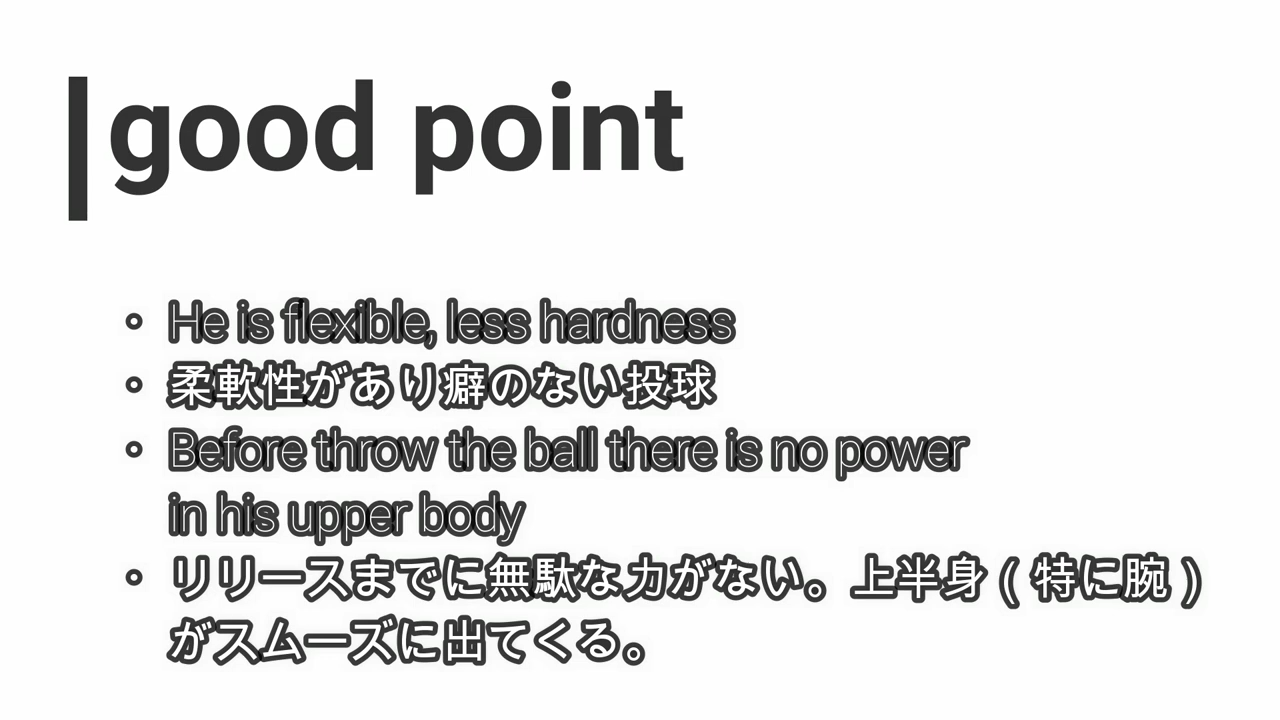 good point
He is flexible, less hardness
柔軟性があり癖のない投球
Before throw the ball there is no power
in his upper body
リリースまでに無駄な力がない。上半身 ( 特に腕 )
がスムーズに出てくる。